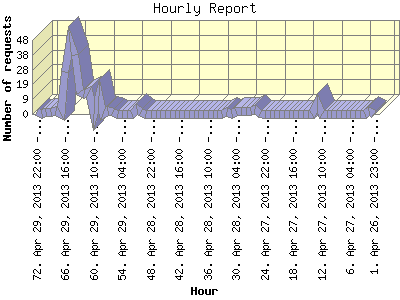 Hourly Report
Number of requests
48
38
28
19
9
0
72. Apr 29, 2013 22:00 -...
66. Apr 29, 2013 16:00 -...
60. Apr 29, 2013 10:00 -...
54. Apr 29, 2013 04:00 -...
48. Apr 28, 2013 22:00 -...
42. Apr 28, 2013 16:00 -...
36. Apr 28, 2013 10:00 -...
30. Apr 28, 2013 04:00 -...
24. Apr 27, 2013 22:00 -...
18. Apr 27, 2013 16:00 -...
12. Apr 27, 2013 10:00 -...
6. Apr 27, 2013 04:00 -...
1. Apr 26, 2013 23:00 -...
Hour